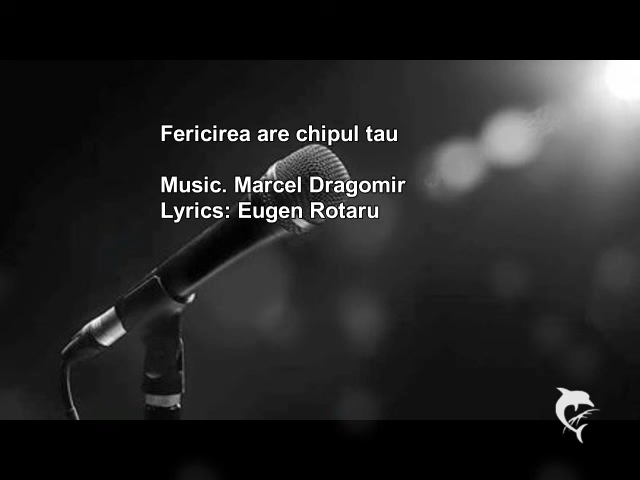 Fericirea are chipul tau
Music. Marcel Dragomir
Lyrics: Eugen Rotaru